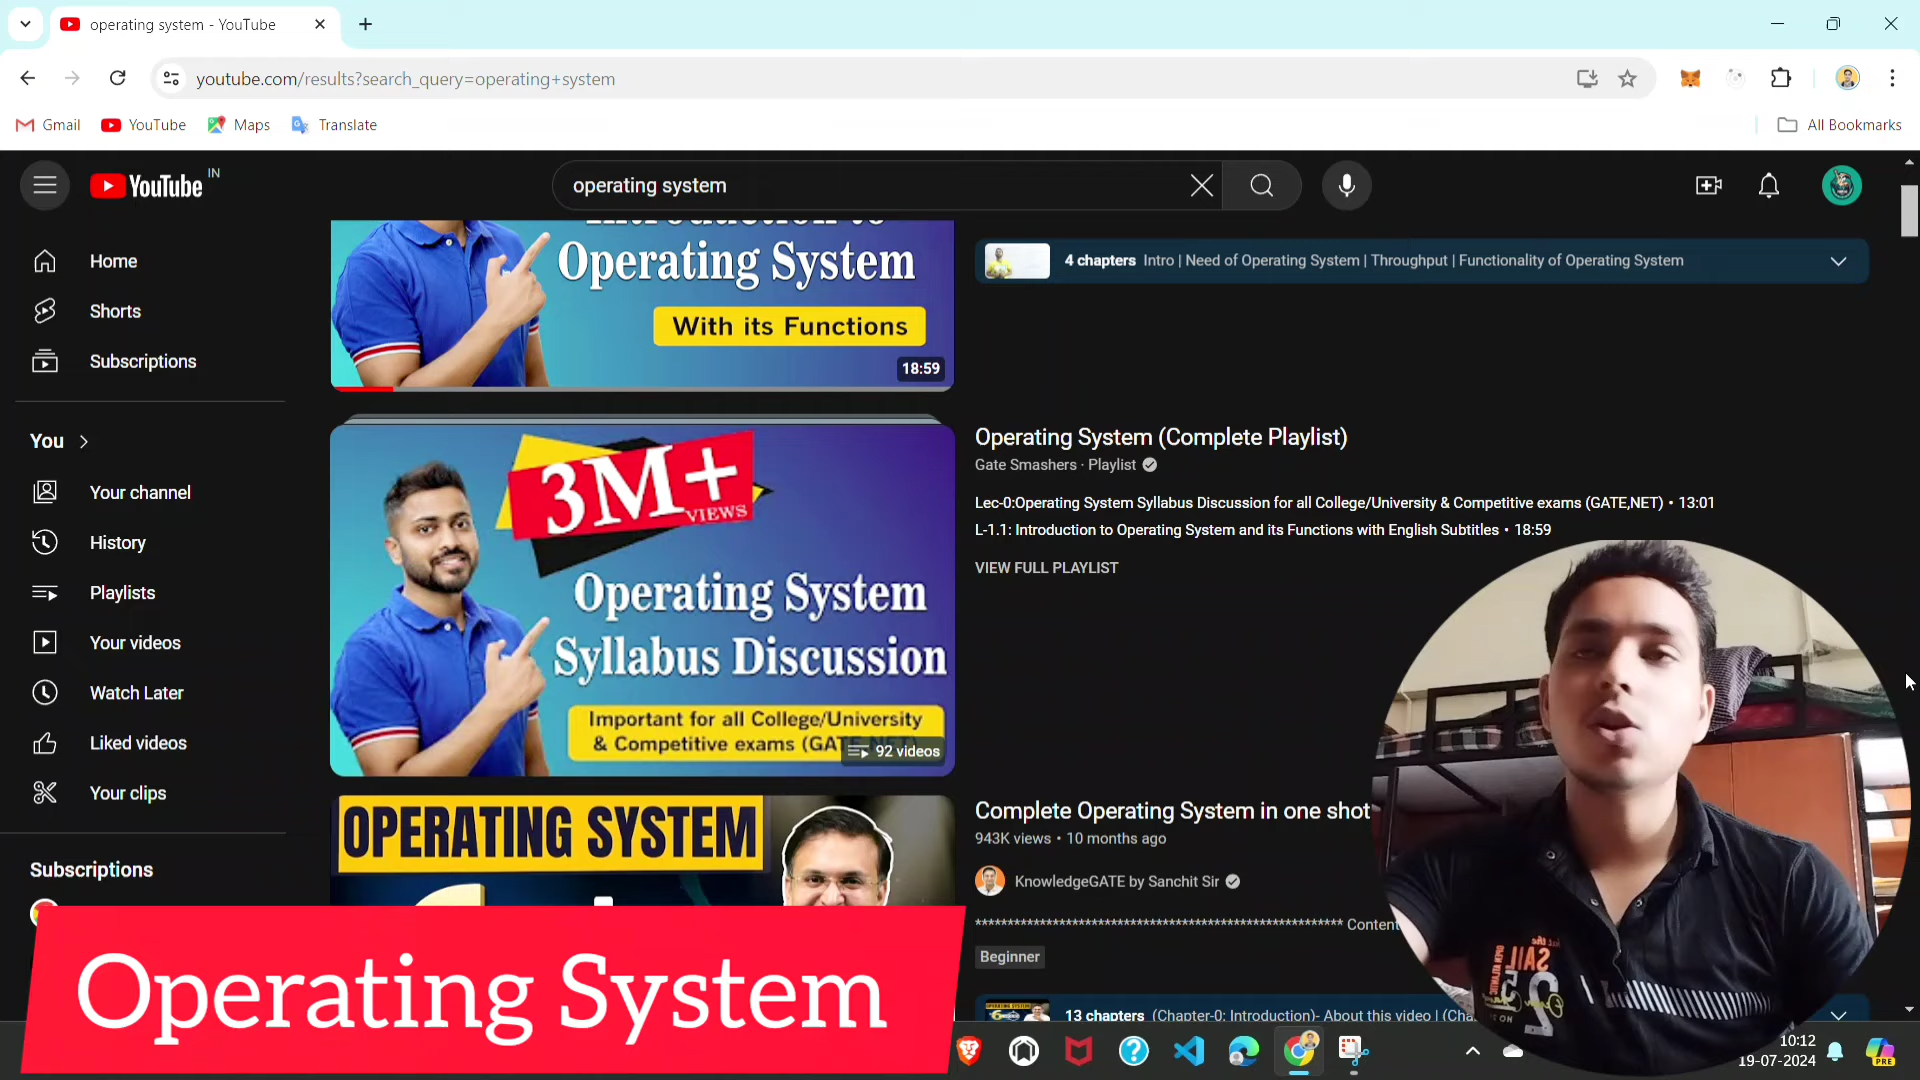 operating system - YouTube
youtube.com/results?search_query=operating+system
Gmail
YouTube
Maps
Translate
All Bookmarks
YouTube
IN
operating system
Home
Shorts
Subscriptions
You
Your channel
History
Playlists
Your videos
Watch Later
Liked videos
Your clips
Subscriptions
Operating System
With its Functions
18:59
4 chapters Intro | Need of Operating System | Throughput | Functionality of Operating System
3M+
VIEWS
Operating System
Syllabus Discussion
Important for all College/University
& Competitive exams
92 videos
Operating System (Complete Playlist)
Gate Smashers · Playlist
Lec-0:Operating System Syllabus Discussion for all College/University & Competitive exams (GATE,NET) • 13:01
L-1.1: Introduction to Operating System and its Functions with English Subtitles • 18:59
VIEW FULL PLAYLIST
OPERATING SYSTEM
Complete Operating System in one shot
943K views • 10 months ago
KnowledgeGATE by Sanchit Sir
Content
Beginner
13 chapters (Chapter-0: Introduction)- About this video |
Operating System
10:12
19-07-2024
PRE